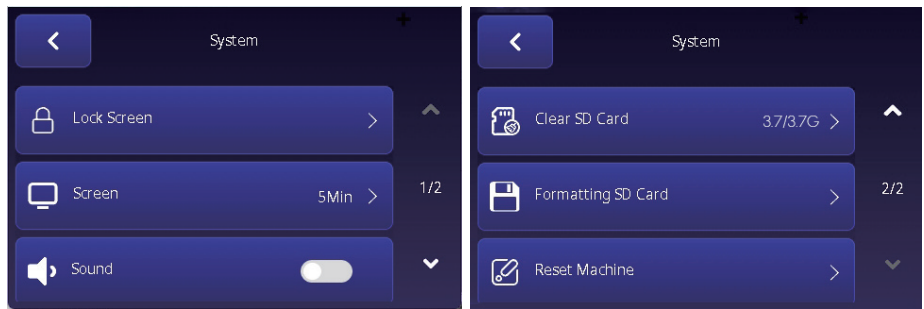 System
Lock Screen
Screen 5Min
1/2
Sound
System
Clear SD Card 3.7/3.7G
Formatting SD Card
2/2
Reset Machine